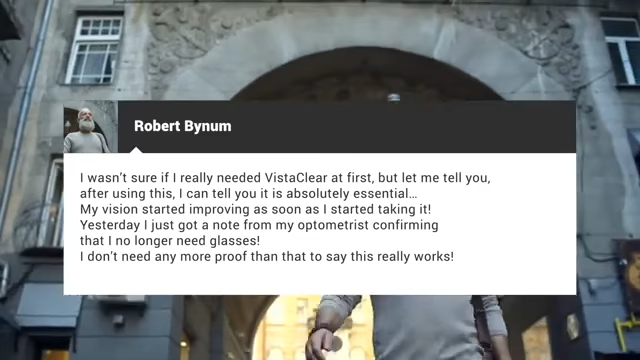 Robert Bynum
I wasn't sure if I really needed VistaClear at first, but let me tell you,
after using this, I can tell you it is absolutely essential...
My vision started improving as soon as I started taking it!
Yesterday I just got a note from my optometrist confirming
that I no longer need glasses!
I don't need any more proof than that to say this really works!